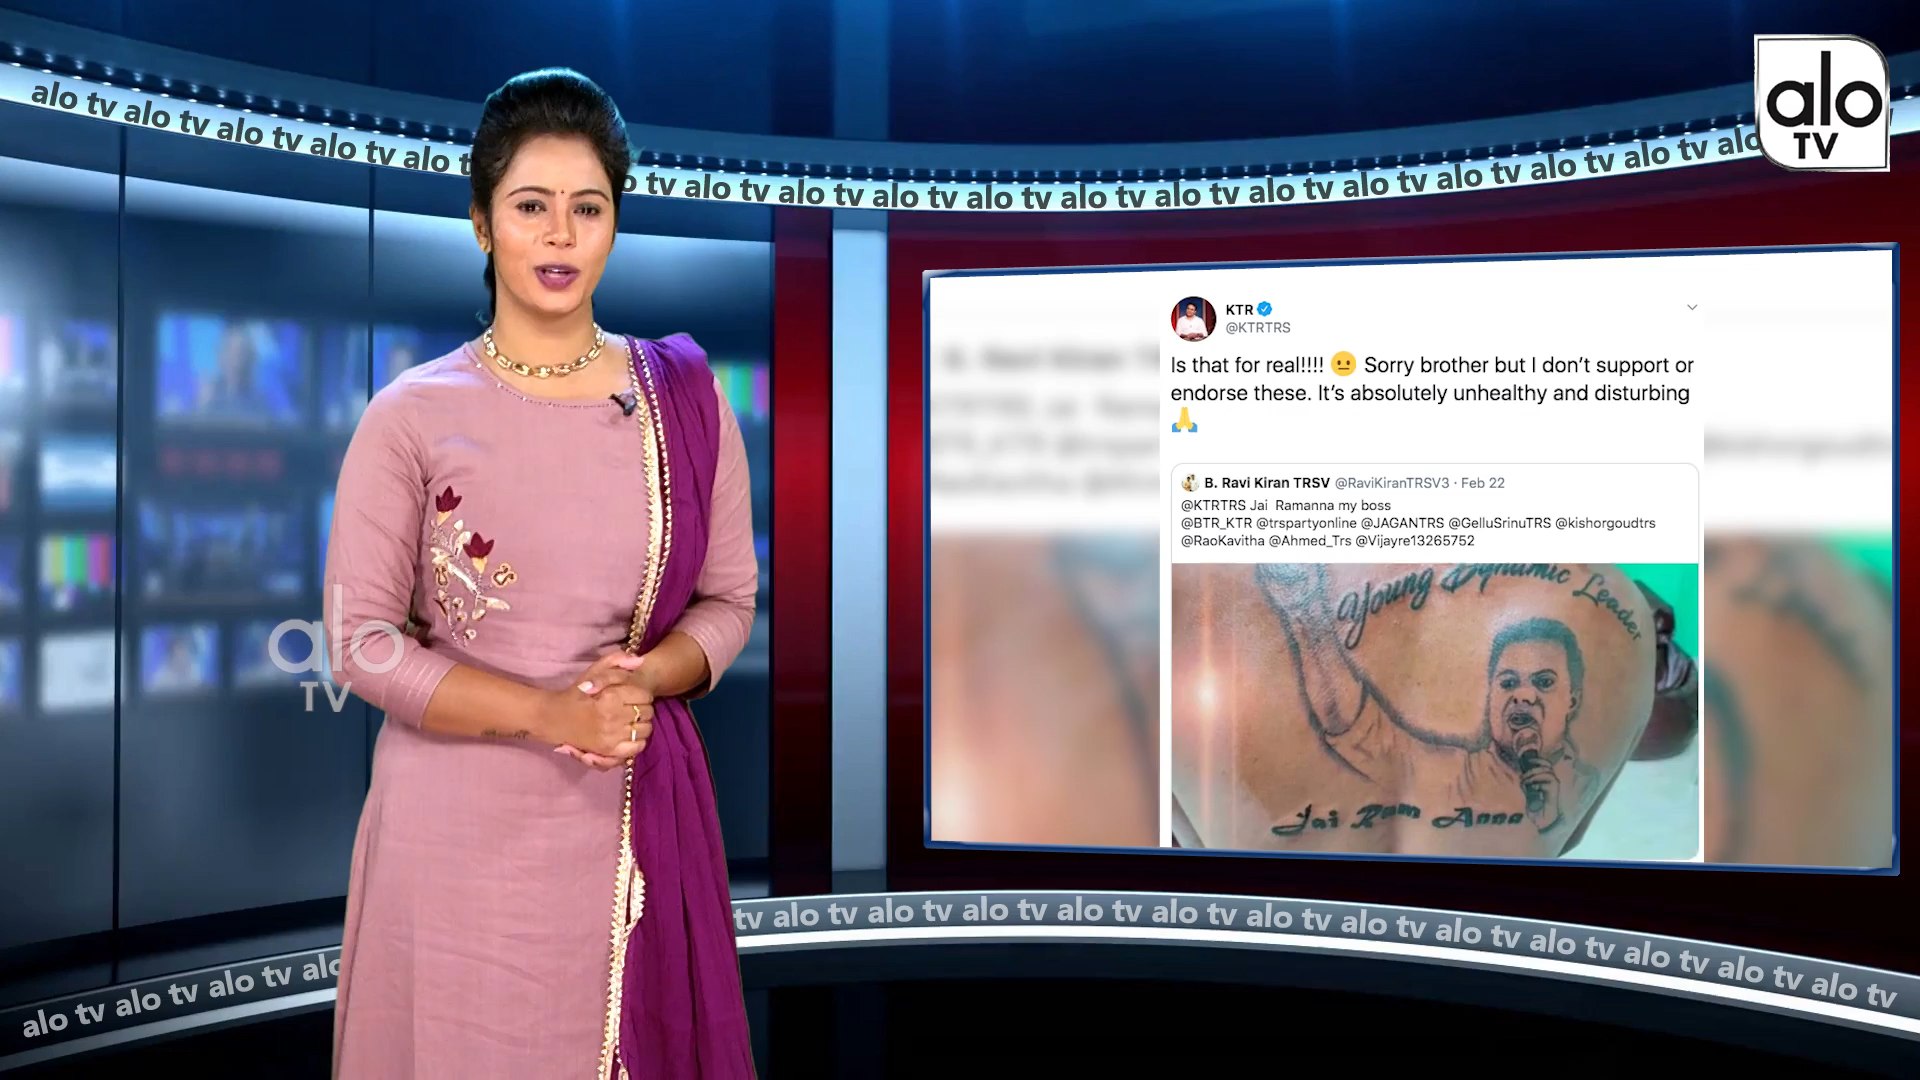 alo tv alo tv alo tv alo tv alo t
o tv alo tv alo tv alo tv alo tv alo tv alo tv alo tv alo tv alo tv alo tv alo tv alo
alo
TV
KTR
@KTRTRS
Is that for real!!!! 😐 Sorry brother but I don’t support or
endorse these. It’s absolutely unhealthy and disturbing
🙏
B. Ravi Kiran TRSV @RaviKiranTRSV3 · Feb 22
@KTRTRS Jai Ramanna my boss
@BTR_KTR @trspartyonline @JAGANTRS @GelluSrinuTRS @kishorgoudtrs
@RaoKavitha @Ahmed_Trs @Vijayre13265752
Young Dynamic Leader
Jai Ram Anna
alo
TV
tv alo tv alo tv alo tv alo tv alo tv alo tv alo tv alo tv alo tv alo tv alo tv alo tv
alo tv alo tv alo tv alo